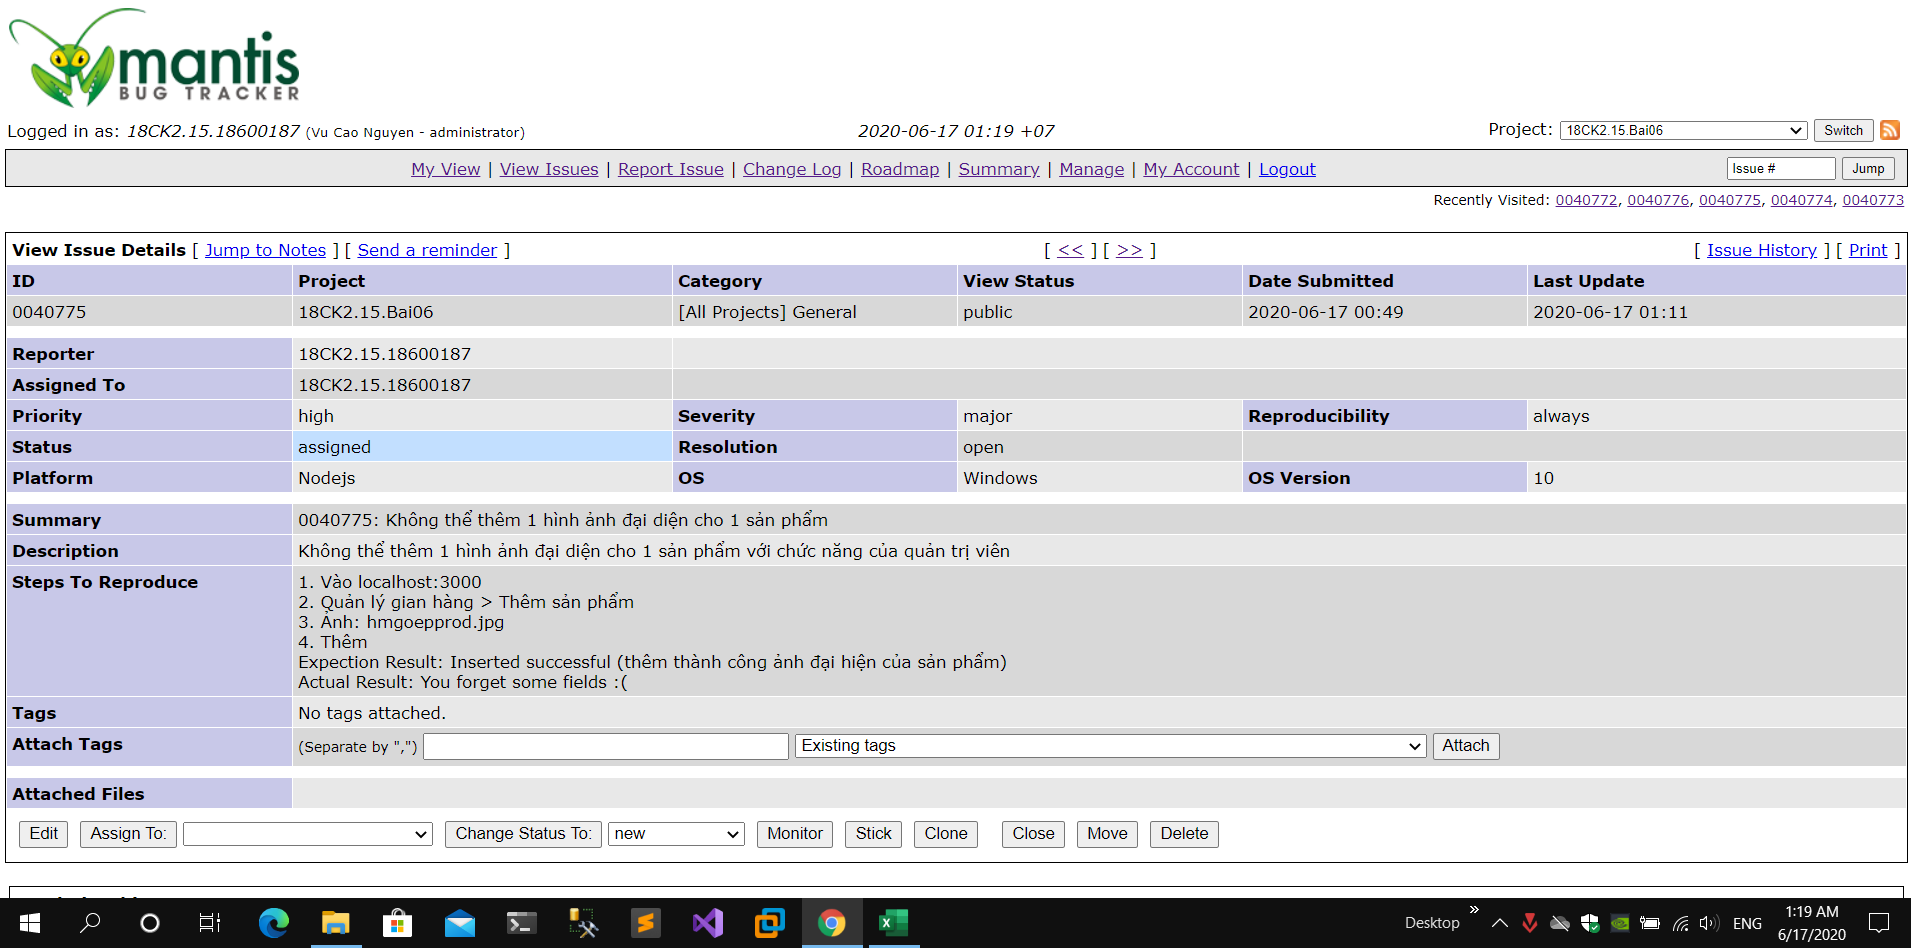 mantis
BUG TRACKER
Logged in as: 18CK2.15.18600187 (Vu Cao Nguyen - administrator)
2020-06-17 01:19 +07
Project: 18CK2.15.Bai06 Switch
My View | View Issues | Report Issue | Change Log | Roadmap | Summary | Manage | My Account | Logout
Issue # Jump
Recently Visited: 0040772, 0040776, 0040775, 0040774, 0040773
View Issue Details [ Jump to Notes ] [ Send a reminder ] [ << ] [ >> ] [ Issue History ] [ Print ]
ID Project Category View Status Date Submitted Last Update
0040775 18CK2.15.Bai06 [All Projects] General public 2020-06-17 00:49 2020-06-17 01:11
Reporter 18CK2.15.18600187
Assigned To 18CK2.15.18600187
Priority high Severity major Reproducibility always
Status assigned Resolution open
Platform Nodejs OS Windows OS Version 10
Summary 0040775: Không thể thêm 1 hình ảnh đại diện cho 1 sản phẩm
Description Không thể thêm 1 hình ảnh đại diện cho 1 sản phẩm với chức năng của quản trị viên
Steps To Reproduce 1. Vào localhost:3000
2. Quản lý gian hàng > Thêm sản phẩm
3. Ảnh: hmgoepprod.jpg
4. Thêm
Expection Result: Inserted successful (thêm thành công ảnh đại hiện của sản phẩm)
Actual Result: You forget some fields :(
Tags No tags attached.
Attach Tags (Separate by ",") Existing tags Attach
Attached Files
Edit Assign To: Change Status To: new Monitor Stick Clone Close Move Delete
Desktop » ENG 1:19 AM
6/17/2020